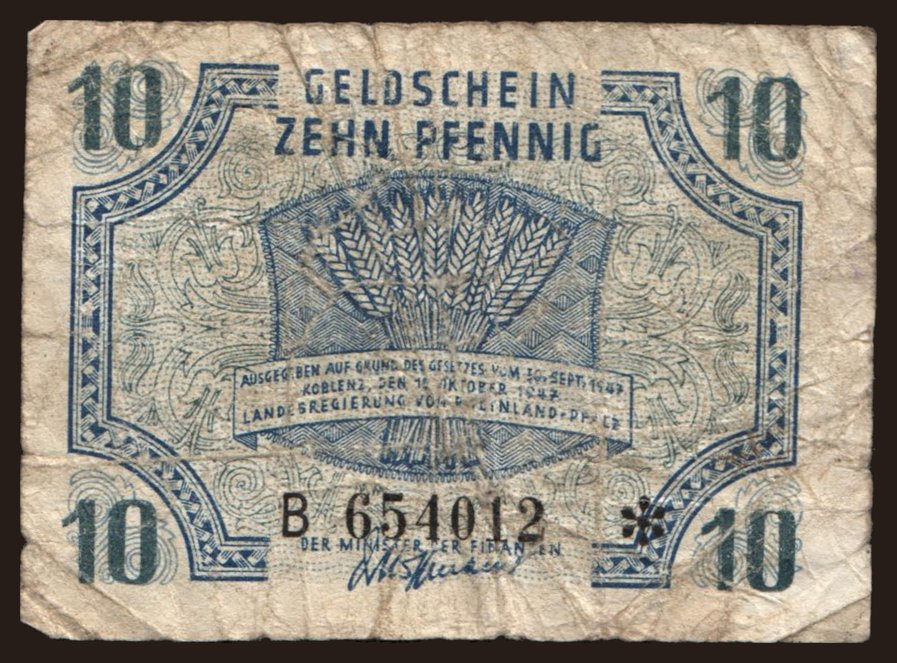 10 GELDSCHEIN 10
ZEHN PFENNIG
AUSGEGEBEN AUF GRUND DES GESETZES VOM 30. SEPT. 1947
KOBLENZ, DEN OKTOBER 1947
LANDESREGIERUNG VON RHEINLAND-PFALZ
10 B 654012 * 10
DER MINISTER DER FINANZEN